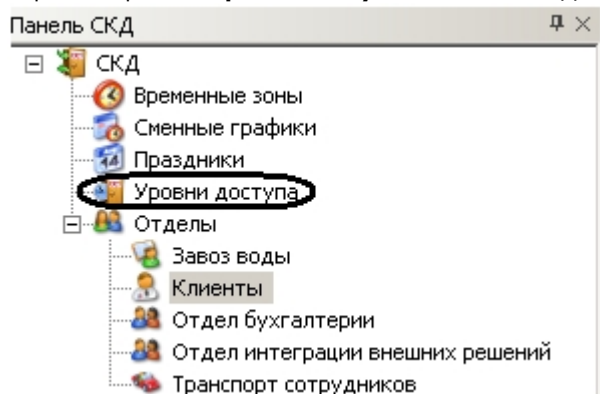 Панель СКД
СКД
Временные зоны
Сменные графики
14
Праздники
Уровни доступа
Отделы
Завоз воды
Клиенты
Отдел бухгалтерии
Отдел интеграции внешних решений
Транспорт сотрудников